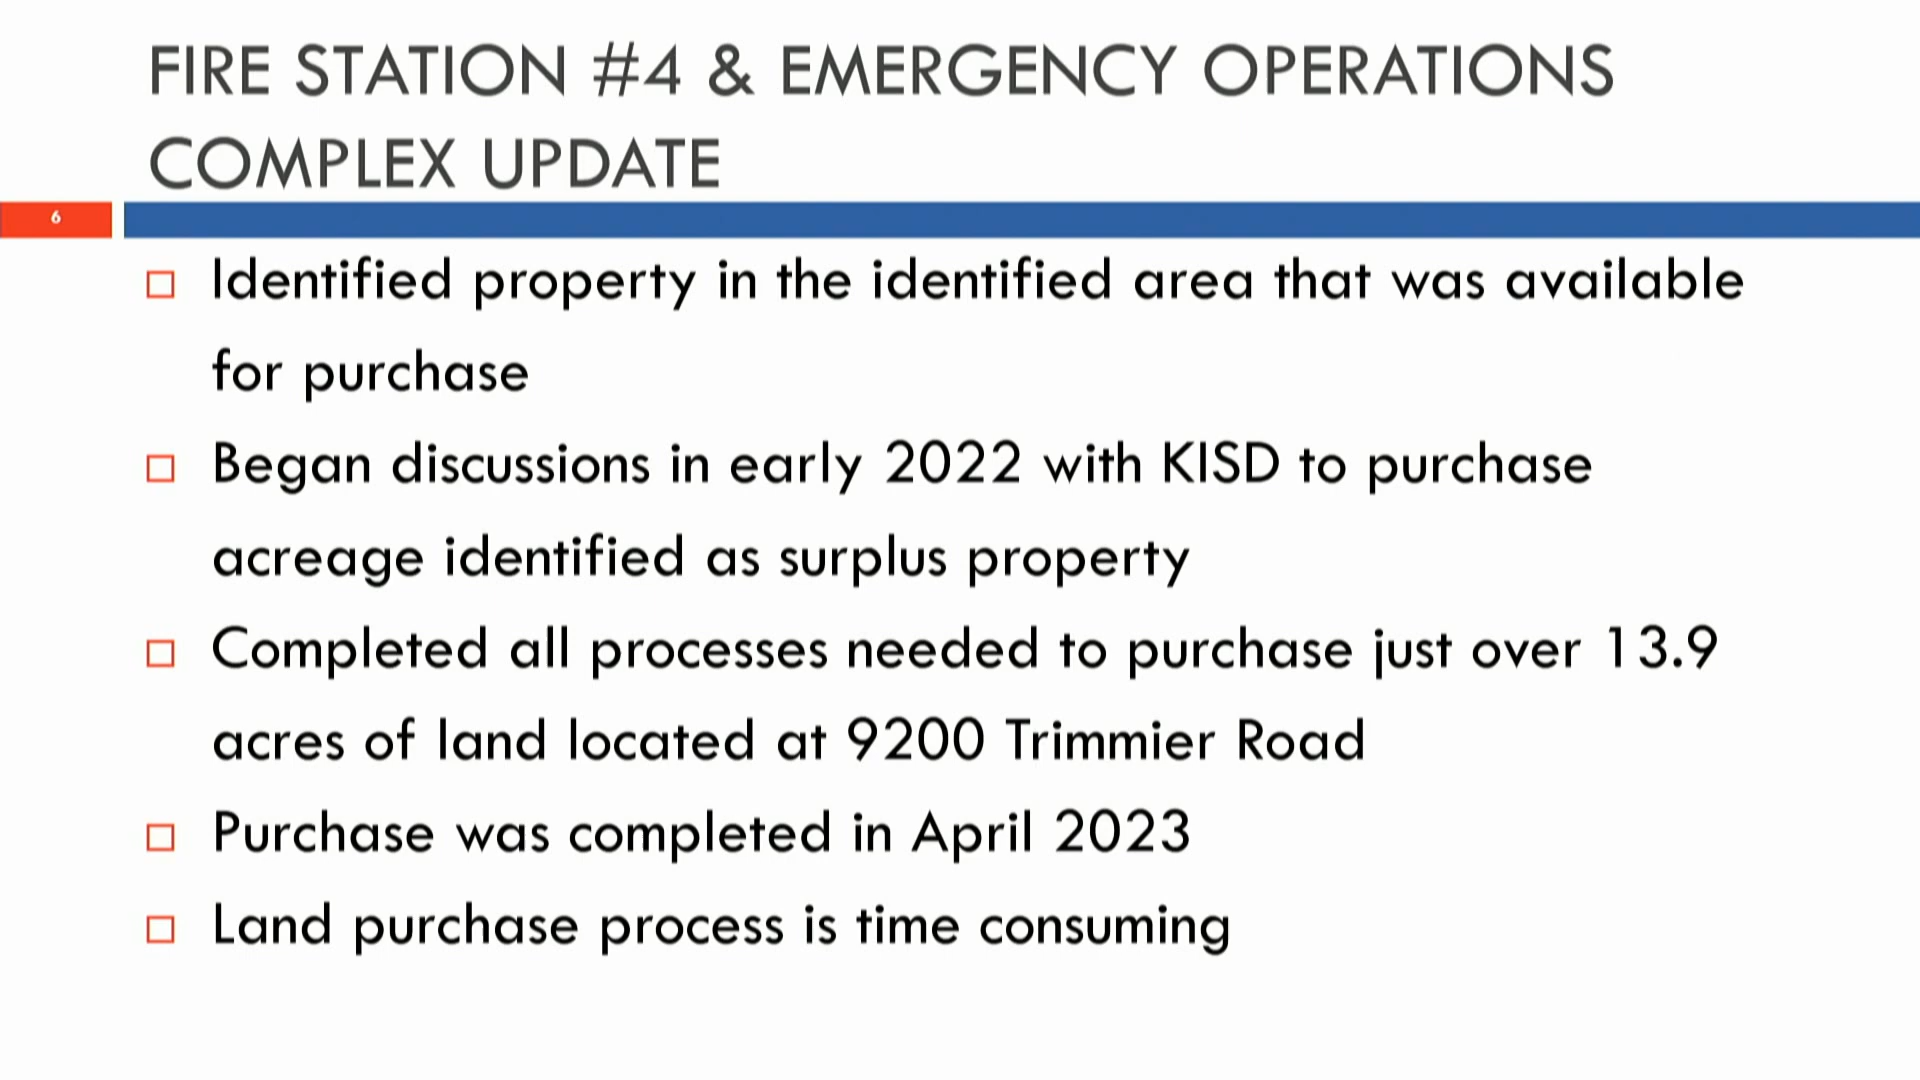 FIRE STATION #4 & EMERGENCY OPERATIONS
COMPLEX UPDATE
6
Identified property in the identified area that was available
for purchase
Began discussions in early 2022 with KISD to purchase
acreage identified as surplus property
Completed all processes needed to purchase just over 13.9
acres of land located at 9200 Trimmier Road
Purchase was completed in April 2023
Land purchase process is time consuming